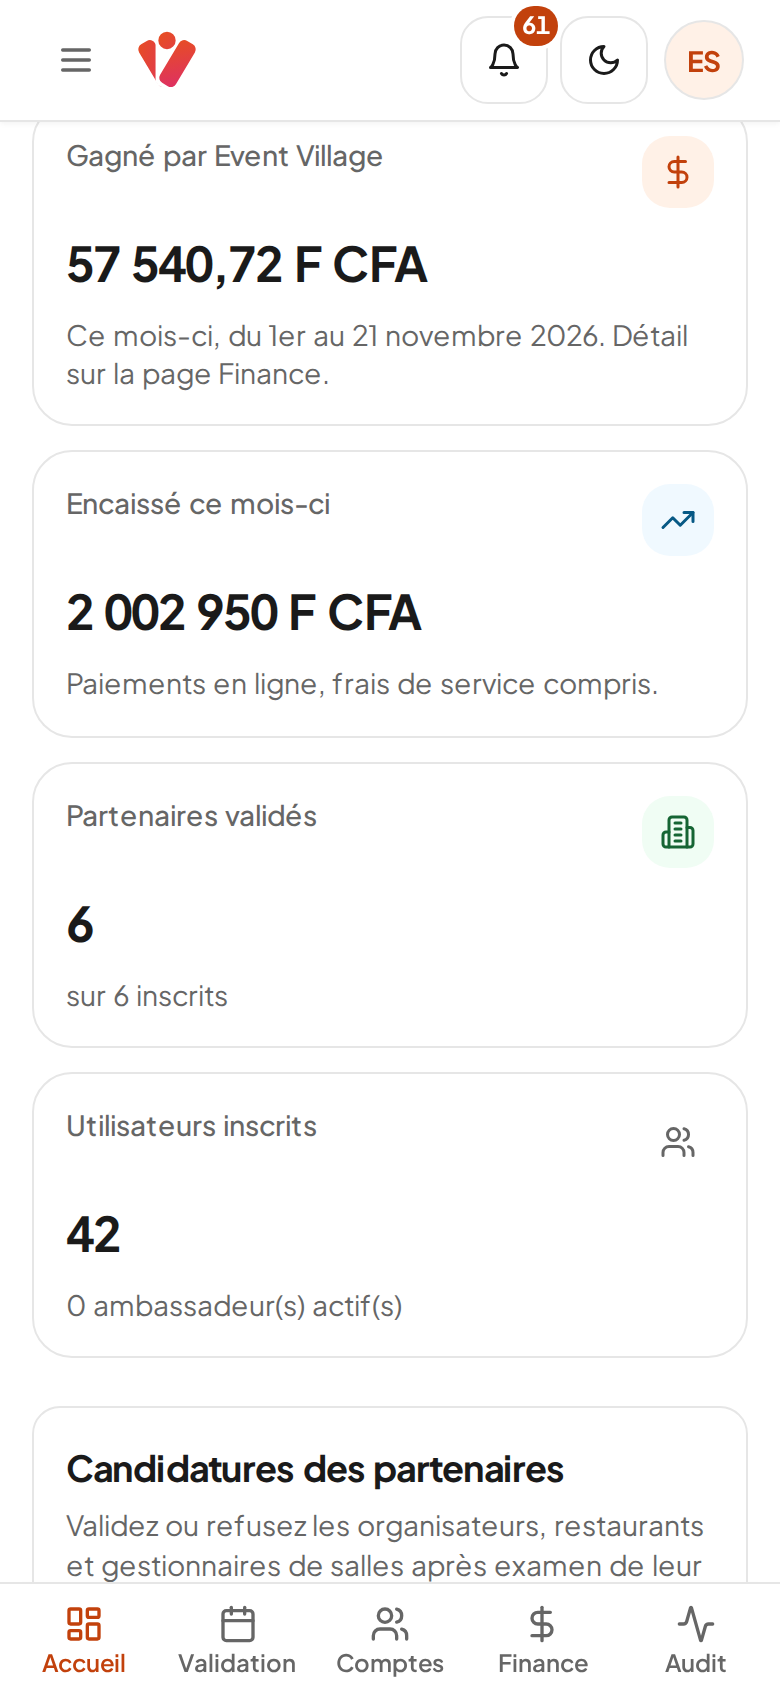 61
ES
Gagné par Event Village
57 540,72 F CFA
Ce mois-ci, du 1er au 21 novembre 2026. Détail
sur la page Finance.
Encaissé ce mois-ci
2 002 950 F CFA
Paiements en ligne, frais de service compris.
Partenaires validés
6
sur 6 inscrits
Utilisateurs inscrits
42
0 ambassadeur(s) actif(s)
Candidatures des partenaires
Validez ou refusez les organisateurs, restaurants
et gestionnaires de salles après examen de leur
Accueil
Validation
Comptes
Finance
Audit